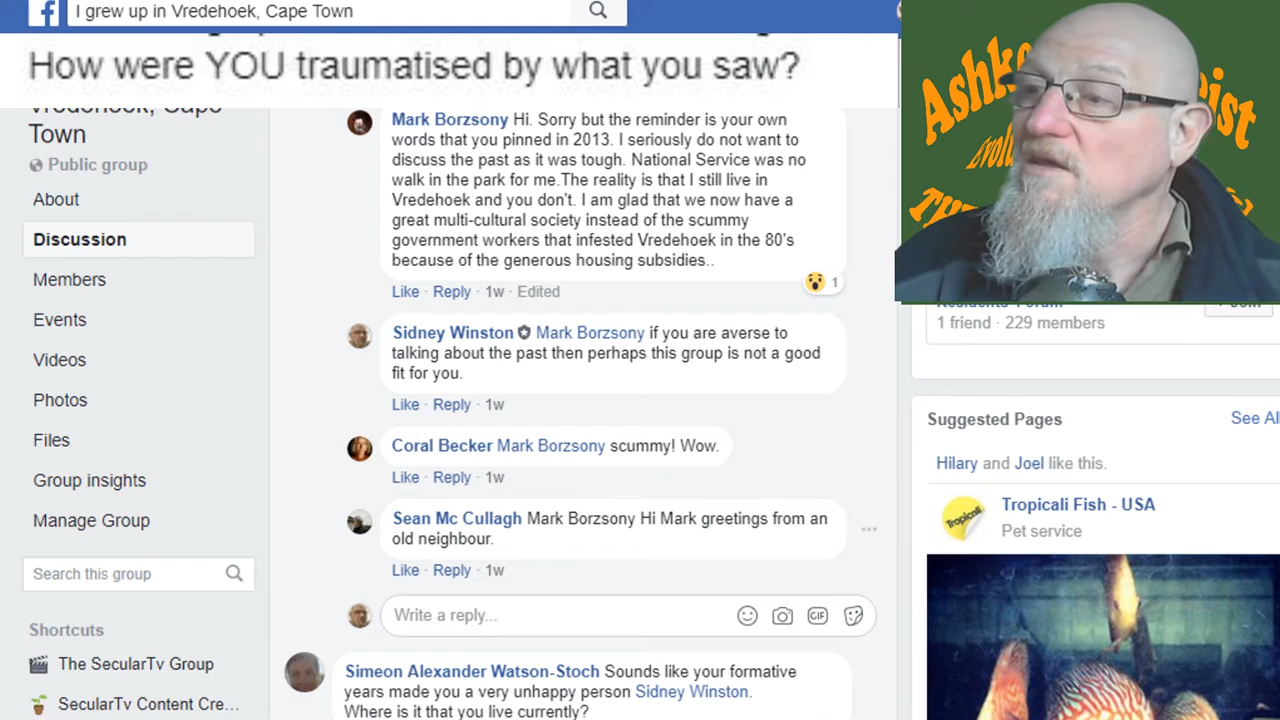 I grew up in Vredehoek, Cape Town
How were YOU traumatised by what you saw?
Vredehoek, Cape
Town
Public group
About
Discussion
Members
Events
Videos
Photos
Files
Group insights
Manage Group
Search this group
Shortcuts
The SecularTv Group
SecularTv Content Cre...
Mark Borzsony Hi. Sorry but the reminder is your own
words that you pinned in 2013. I seriously do not want to
discuss the past as it was tough. National Service was no
walk in the park for me.The reality is that I still live in
Vredehoek and you don't. I am glad that we now have a
great multi-cultural society instead of the scummy
government workers that infested Vredehoek in the 80's
because of the generous housing subsidies..
1
Like · Reply · 1w · Edited
Sidney Winston Mark Borzsony if you are averse to
talking about the past then perhaps this group is not a good
fit for you.
Like · Reply · 1w
Coral Becker Mark Borzsony scummy! Wow.
Like · Reply · 1w
Sean Mc Cullagh Mark Borzsony Hi Mark greetings from an
old neighbour.
Like · Reply · 1w
Write a reply...
GIF
Simeon Alexander Watson-Stoch Sounds like your formative
years made you a very unhappy person Sidney Winston.
Where is it that you live currently?
1 friend · 229 members
Suggested Pages
See All
Hilary and Joel like this.
Tropicali Fish - USA
Pet service
Tropicali